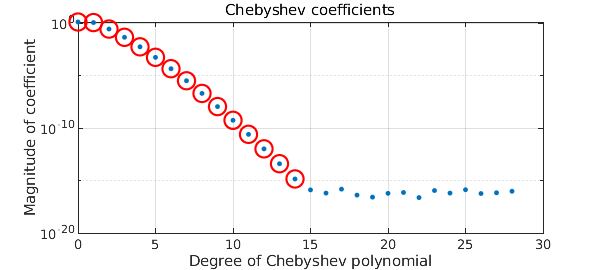 Chebyshev coefficients
Magnitude of coefficient
10^0
10^-10
10^-20
0 5 10 15 20 25 30
Degree of Chebyshev polynomial